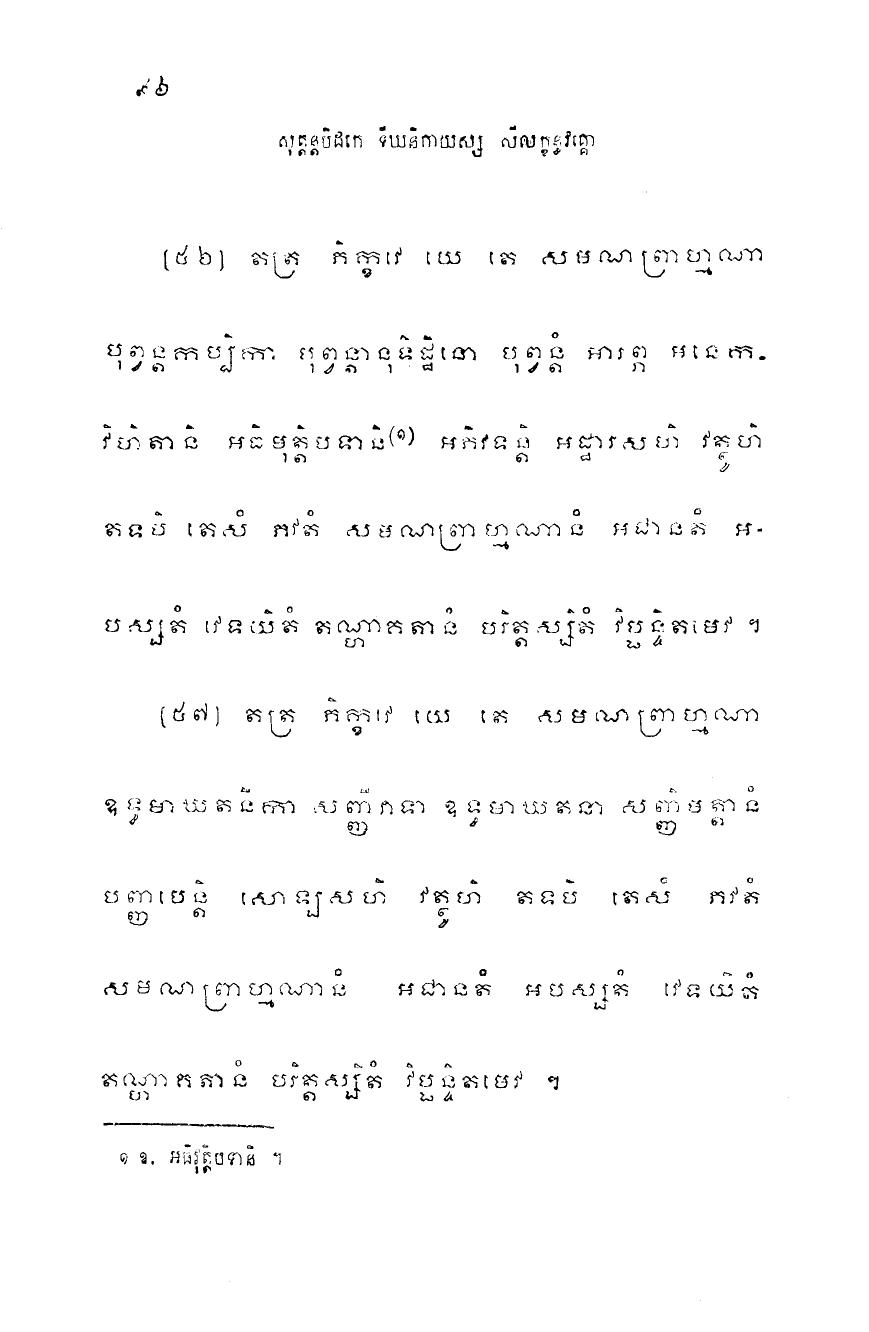 ៩៦
សុត្តន្តបិដកេ ទីឃនិកាយស្ស សីលក្ខន្ធវគ្គោ
(៥៦) តត្រ ភិក្ខវេ យេ តេ សមណព្រាហ្មណា
បុព្វន្តកប្បិកា បុព្វន្តានុទិដ្ឋិនោ បុព្វន្តំ អារព្ភ អនេក-
វិហិតានិ អធិមុត្តិបទានិ(១) អភិវទន្តិ អដ្ឋារសហិ វត្ថូហិ
តទបិ តេសំ ភវតំ សមណព្រាហ្មណានំ អជានតំ អ-
បស្សតំ វេទយិតំ តណ្ហាគតានំ បរិត្តស្សិតំ វិប្ផន្ទិតមេវ ។
(៥៧) តត្រ ភិក្ខវេ យេ តេ សមណព្រាហ្មណា
ឧទ្ធមាឃតនិកា សញ្ញីវាទា ឧទ្ធមាឃតនា សញ្ញឹមត្តានំ
បញ្ញបេន្តិ សោឡសហិ វត្ថូហិ តទបិ តេសំ ភវតំ
សមណព្រាហ្មណានំ អជានតំ អបស្សតំ វេទយិតំ
តណ្ហាគតានំ បរិត្តស្សិតំ វិប្ផន្ទិតមេវ ។
១ ឧ. អធិវុត្តិបទានិ ។